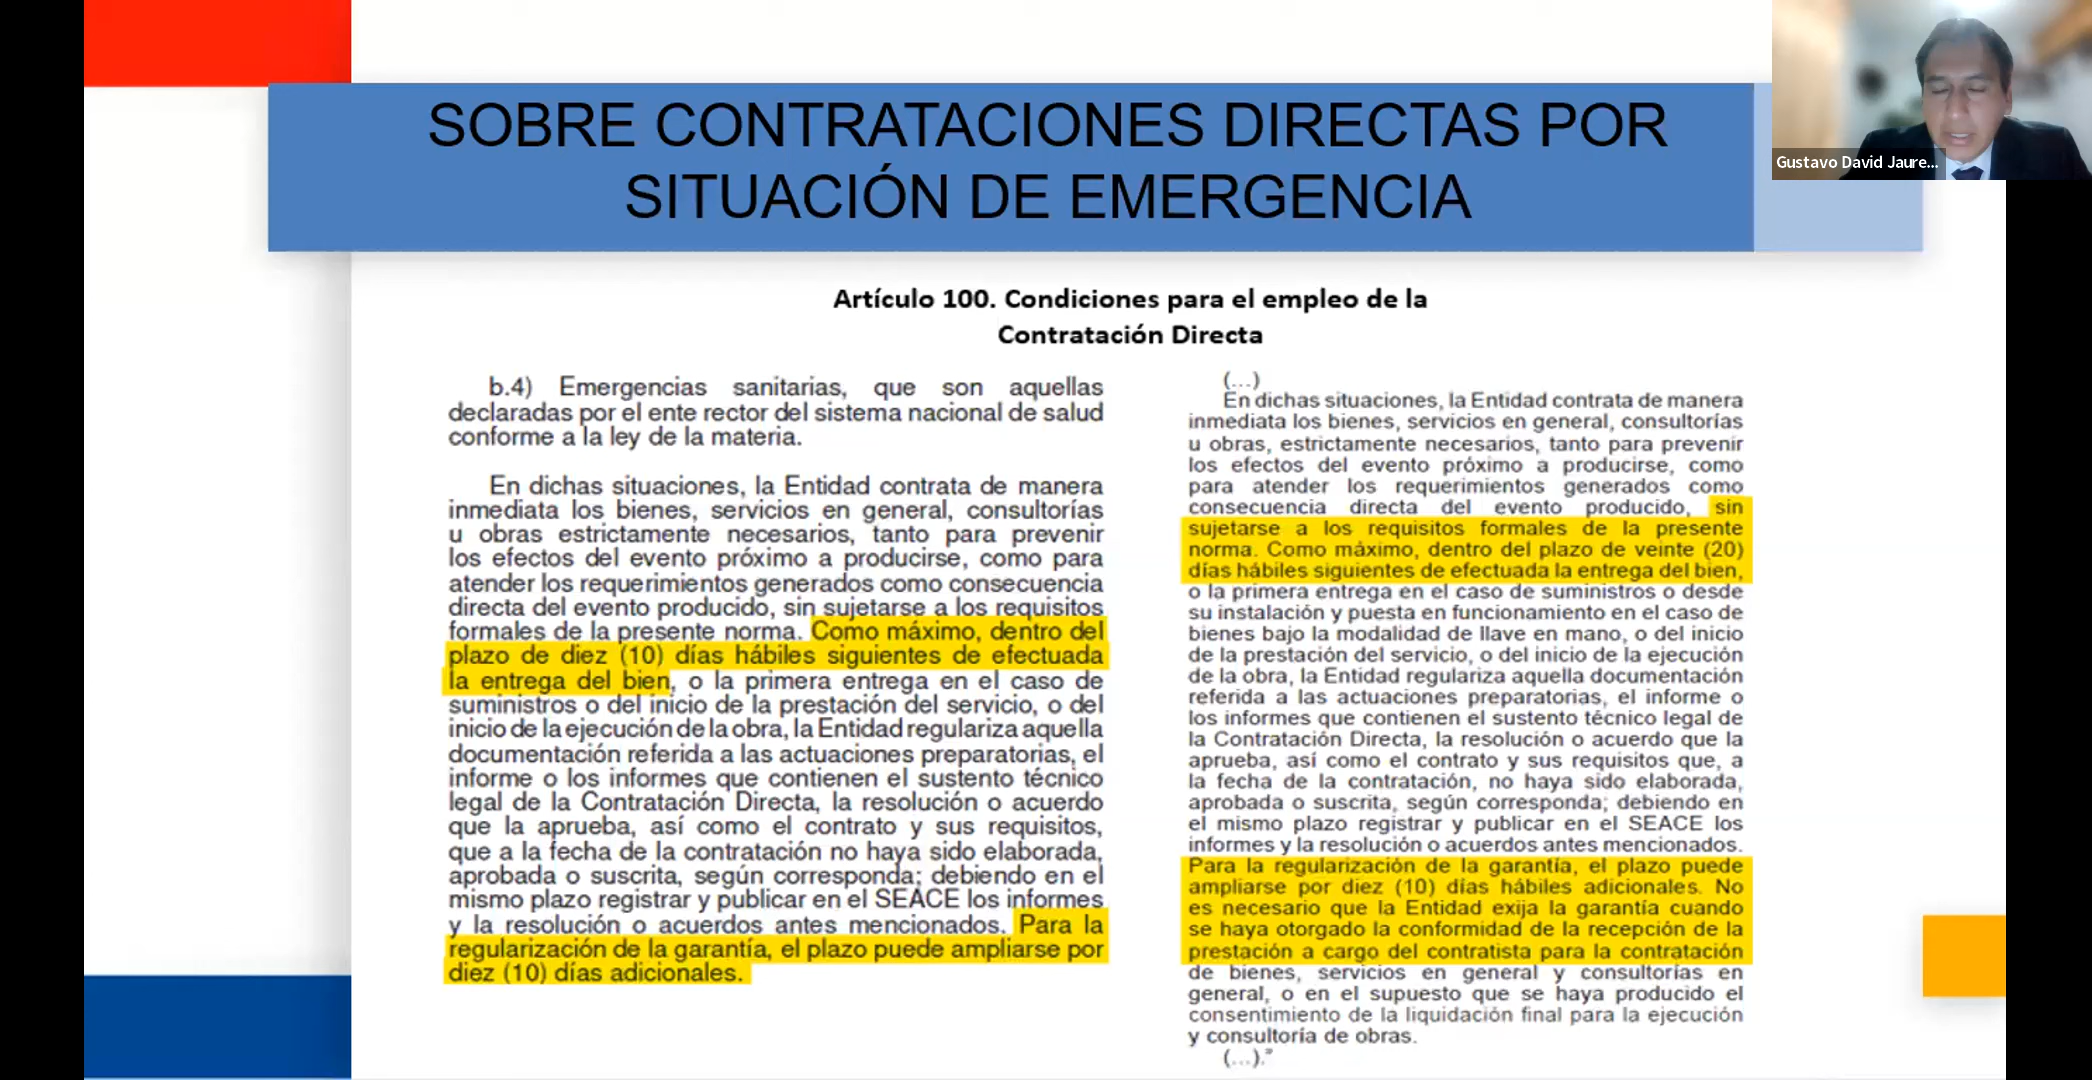 SOBRE CONTRATACIONES DIRECTAS POR
SITUACIÓN DE EMERGENCIA
Gustavo David Jaure...
Artículo 100. Condiciones para el empleo de la
Contratación Directa
b.4) Emergencias sanitarias, que son aquellas
declaradas por el ente rector del sistema nacional de salud
conforme a la ley de la materia.
En dichas situaciones, la Entidad contrata de manera
inmediata los bienes, servicios en general, consultorías
u obras estrictamente necesarios, tanto para prevenir
los efectos del evento próximo a producirse, como para
atender los requerimientos generados como consecuencia
directa del evento producido, sin sujetarse a los requisitos
formales de la presente norma. Como máximo, dentro del
plazo de diez (10) días hábiles siguientes de efectuada
la entrega del bien, o la primera entrega en el caso de
suministros o del inicio de la prestación del servicio, o del
inicio de la ejecución de la obra, la Entidad regulariza aquella
documentación referida a las actuaciones preparatorias, el
informe o los informes que contienen el sustento técnico
legal de la Contratación Directa, la resolución o acuerdo
que la aprueba, así como el contrato y sus requisitos,
que a la fecha de la contratación no haya sido elaborada,
aprobada o suscrita, según corresponda; debiendo en el
mismo plazo registrar y publicar en el SEACE los informes
y la resolución o acuerdos antes mencionados. Para la
regularización de la garantía, el plazo puede ampliarse por
diez (10) días adicionales.
(...)
En dichas situaciones, la Entidad contrata de manera
inmediata los bienes, servicios en general, consultorías
u obras, estrictamente necesarios, tanto para prevenir
los efectos del evento próximo a producirse, como
para atender los requerimientos generados como
consecuencia directa del evento producido, sin
sujetarse a los requisitos formales de la presente
norma. Como máximo, dentro del plazo de veinte (20)
días hábiles siguientes de efectuada la entrega del bien,
o la primera entrega en el caso de suministros o desde
su instalación y puesta en funcionamiento en el caso de
bienes bajo la modalidad de llave en mano, o del inicio
de la prestación del servicio, o del inicio de la ejecución
de la obra, la Entidad regulariza aquella documentación
referida a las actuaciones preparatorias, el informe o
los informes que contienen el sustento técnico legal de
la Contratación Directa, la resolución o acuerdo que la
aprueba, así como el contrato y sus requisitos que, a
la fecha de la contratación, no haya sido elaborada,
aprobada o suscrita, según corresponda; debiendo en
el mismo plazo registrar y publicar en el SEACE los
informes y la resolución o acuerdos antes mencionados.
Para la regularización de la garantía, el plazo puede
ampliarse por diez (10) días hábiles adicionales. No
es necesario que la Entidad exija la garantía cuando
se haya otorgado la conformidad de la recepción de la
prestación a cargo del contratista para la contratación
de bienes, servicios en general y consultorías en
general, o en el supuesto que se haya producido el
consentimiento de la liquidación final para la ejecución
y consultoría de obras.
(...)."